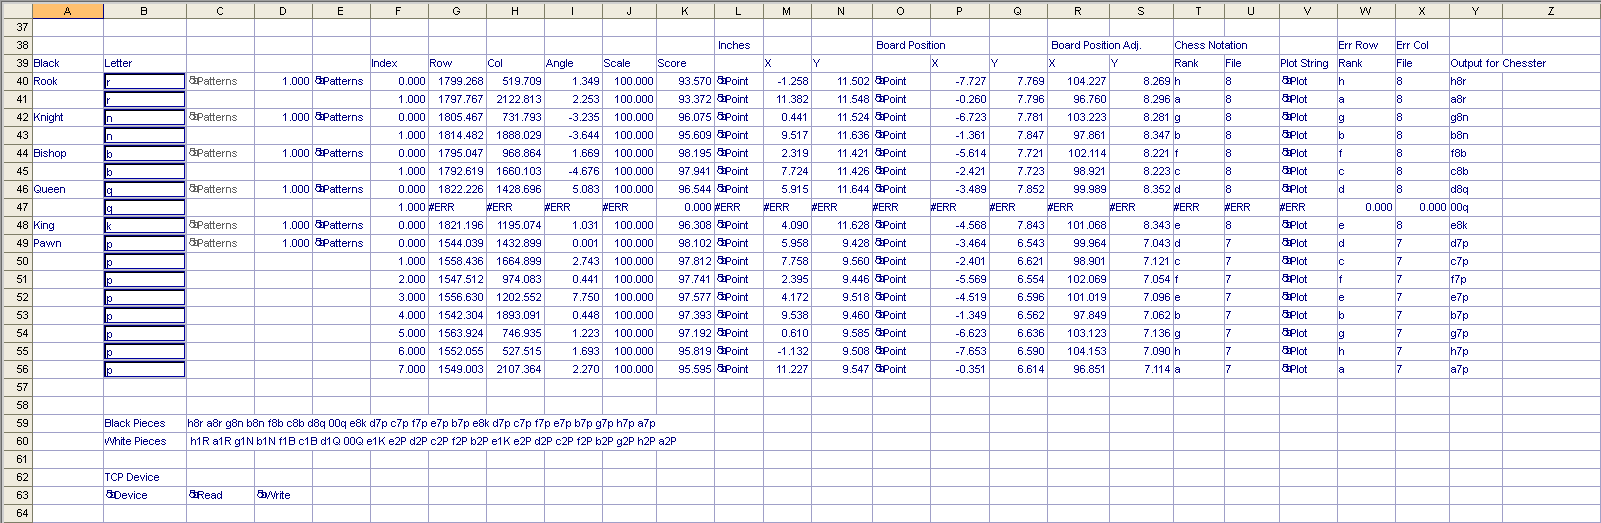 A B C D E F G H I J K L M N O P Q R S T U V W X Y Z
37
38 Inches Board Position Board Position Adj. Chess Notation Err Row Err Col
39 Black Letter Index Row Col Angle Scale Score X Y X Y X Y Rank File Plot String Rank File Output for Chesster
40 Rook r Patterns 1.000 Patterns 0.000 1799.268 519.709 1.349 100.000 93.570 Point -1.258 11.502 Point -7.727 7.769 104.227 8.269 h 8 Plot h 8 h8r
41 r 1.000 1797.767 2122.813 2.253 100.000 93.372 Point 11.382 11.548 Point -0.260 7.796 96.760 8.296 a 8 Plot a 8 a8r
42 Knight n Patterns 1.000 Patterns 0.000 1805.467 731.793 -3.235 100.000 96.075 Point 0.441 11.524 Point -6.723 7.781 103.223 8.281 g 8 Plot g 8 g8n
43 n 1.000 1814.482 1888.029 -3.644 100.000 95.609 Point 9.517 11.636 Point -1.361 7.847 97.861 8.347 b 8 Plot b 8 b8n
44 Bishop b Patterns 1.000 Patterns 0.000 1795.047 968.864 1.669 100.000 98.195 Point 2.319 11.421 Point -5.614 7.721 102.114 8.221 f 8 Plot f 8 f8b
45 b 1.000 1792.619 1660.103 -4.676 100.000 97.941 Point 7.724 11.426 Point -2.421 7.723 98.921 8.223 c 8 Plot c 8 c8b
46 Queen q Patterns 1.000 Patterns 0.000 1822.226 1428.696 5.083 100.000 96.544 Point 5.915 11.644 Point -3.489 7.852 99.989 8.352 d 8 Plot d 8 d8q
47 q 1.000 #ERR #ERR #ERR #ERR 0.000 #ERR #ERR #ERR #ERR #ERR #ERR #ERR #ERR #ERR #ERR #ERR 0.000 0.000 00q
48 King k Patterns 1.000 Patterns 0.000 1821.196 1195.074 1.031 100.000 96.308 Point 4.090 11.628 Point -4.568 7.843 101.068 8.343 e 8 Plot e 8 e8k
49 Pawn p Patterns 1.000 Patterns 0.000 1544.039 1432.899 0.001 100.000 98.102 Point 5.958 9.428 Point -3.464 6.543 99.964 7.043 d 7 Plot d 7 d7p
50 p 1.000 1558.436 1664.899 2.743 100.000 97.812 Point 7.758 9.560 Point -2.401 6.621 98.901 7.121 c 7 Plot c 7 c7p
51 p 2.000 1547.512 974.083 0.441 100.000 97.741 Point 2.395 9.446 Point -5.569 6.554 102.069 7.054 f 7 Plot f 7 f7p
52 p 3.000 1556.630 1202.552 7.750 100.000 97.577 Point 4.172 9.518 Point -4.519 6.596 101.019 7.096 e 7 Plot e 7 e7p
53 p 4.000 1542.304 1893.091 0.448 100.000 97.393 Point 9.538 9.460 Point -1.349 6.562 97.849 7.062 b 7 Plot b 7 b7p
54 p 5.000 1563.924 746.935 1.223 100.000 97.192 Point 0.610 9.585 Point -6.623 6.636 103.123 7.136 g 7 Plot g 7 g7p
55 p 6.000 1552.055 527.515 1.693 100.000 95.819 Point -1.132 9.508 Point -7.653 6.590 104.153 7.090 h 7 Plot h 7 h7p
56 p 7.000 1549.003 2107.364 2.270 100.000 95.595 Point 11.227 9.547 Point -0.351 6.614 96.851 7.114 a 7 Plot a 7 a7p
57
58
59 Black Pieces h8r a8r g8n b8n f8b c8b d8q 00q e8k d7p c7p f7p e7p b7p e8k d7p c7p f7p e7p b7p g7p h7p a7p
60 White Pieces h1R a1R g1N b1N f1B c1B d1Q 00Q e1K e2P d2P c2P f2P b2P e1K e2P d2P c2P f2P b2P g2P h2P a2P
61
62 TCP Device
63 Device Read Write
64